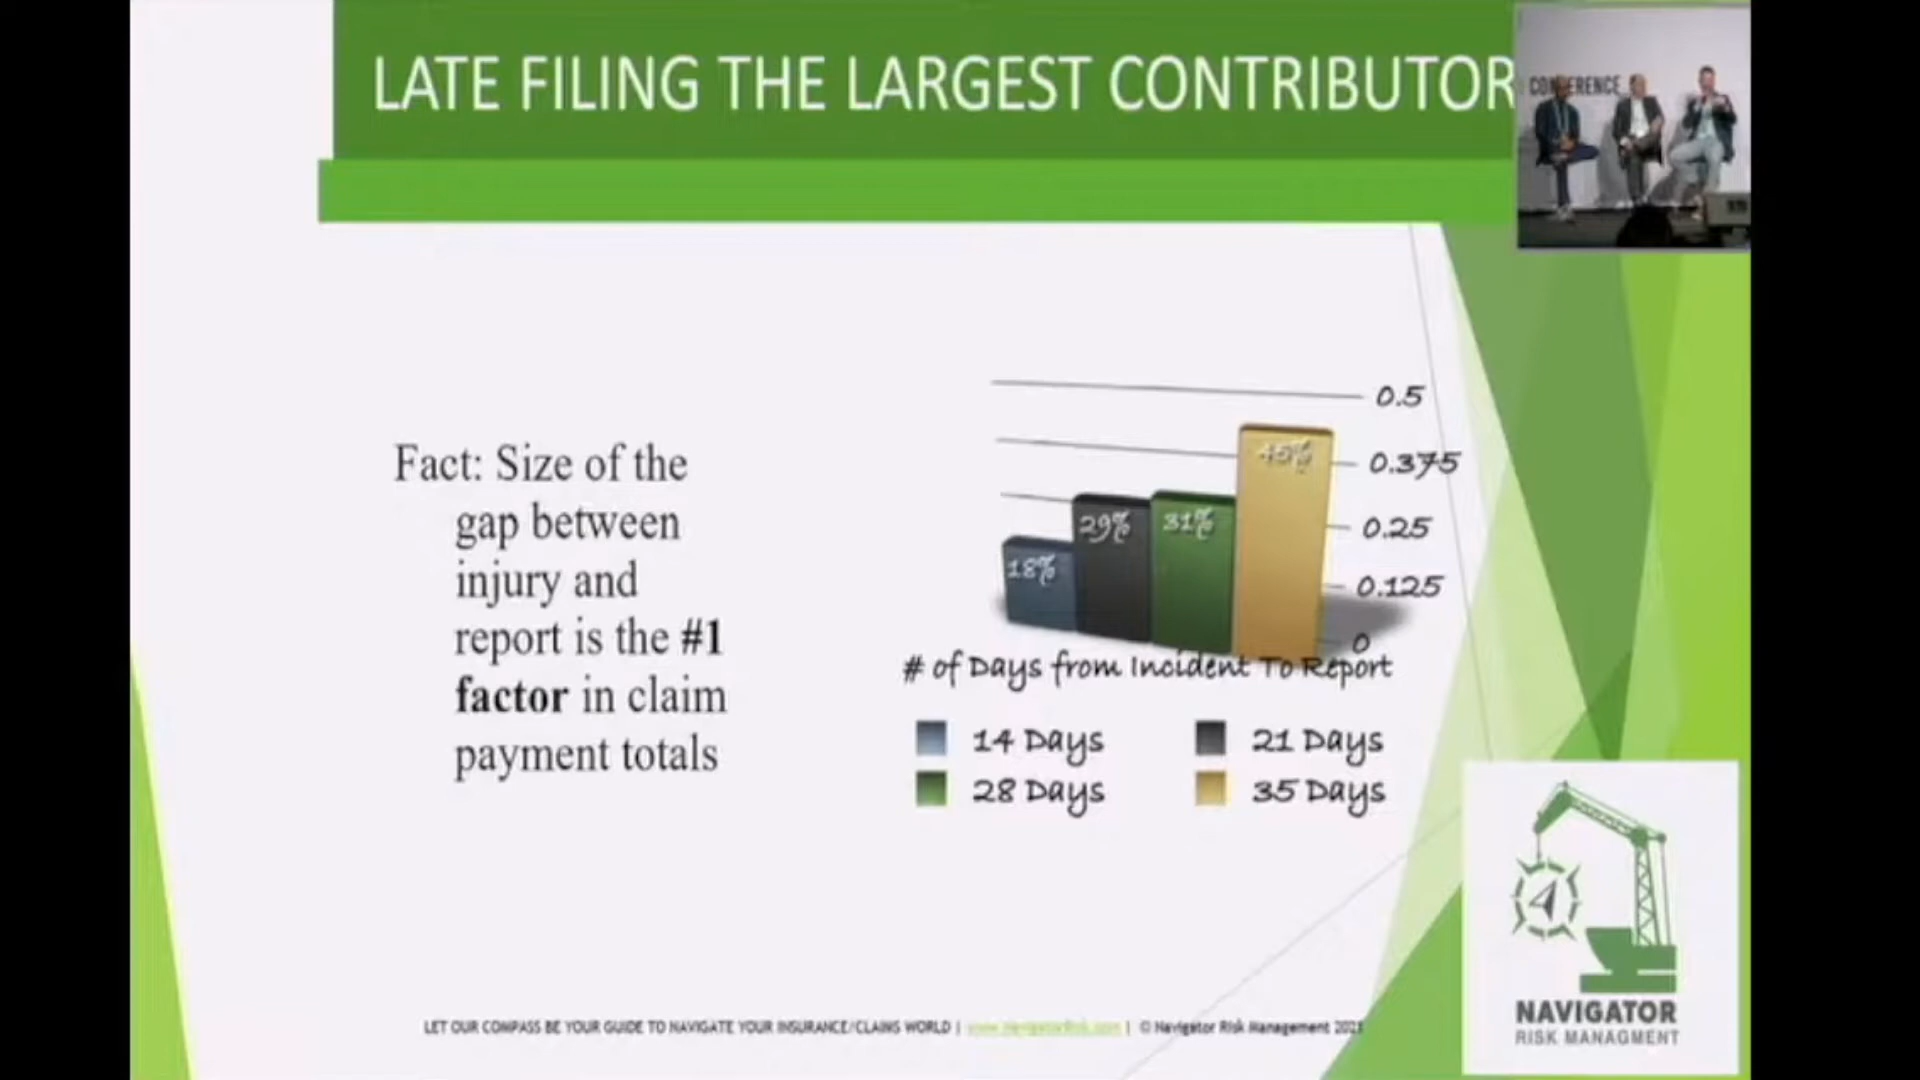 LATE FILING THE LARGEST CONTRIBUTOR
CONFERENCE
Fact: Size of the
gap between
injury and
report is the #1
factor in claim
payment totals
0.5
0.375
0.25
0.125
0
18%
29%
31%
45%
# of Days from Incident To Report
14 Days
21 Days
28 Days
35 Days
LET OUR COMPASS BE YOUR GUIDE TO NAVIGATE YOUR INSURANCE/CLAIMS WORLD | www.navigatorRisk.com | © Navigator Risk Management 2021
NAVIGATOR
RISK MANAGMENT